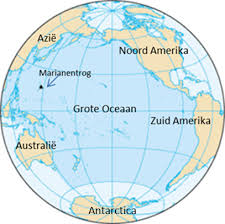 Azië
Noord Amerika
Marianentrog
Grote Oceaan
Zuid Amerika
Australië
Antarctica